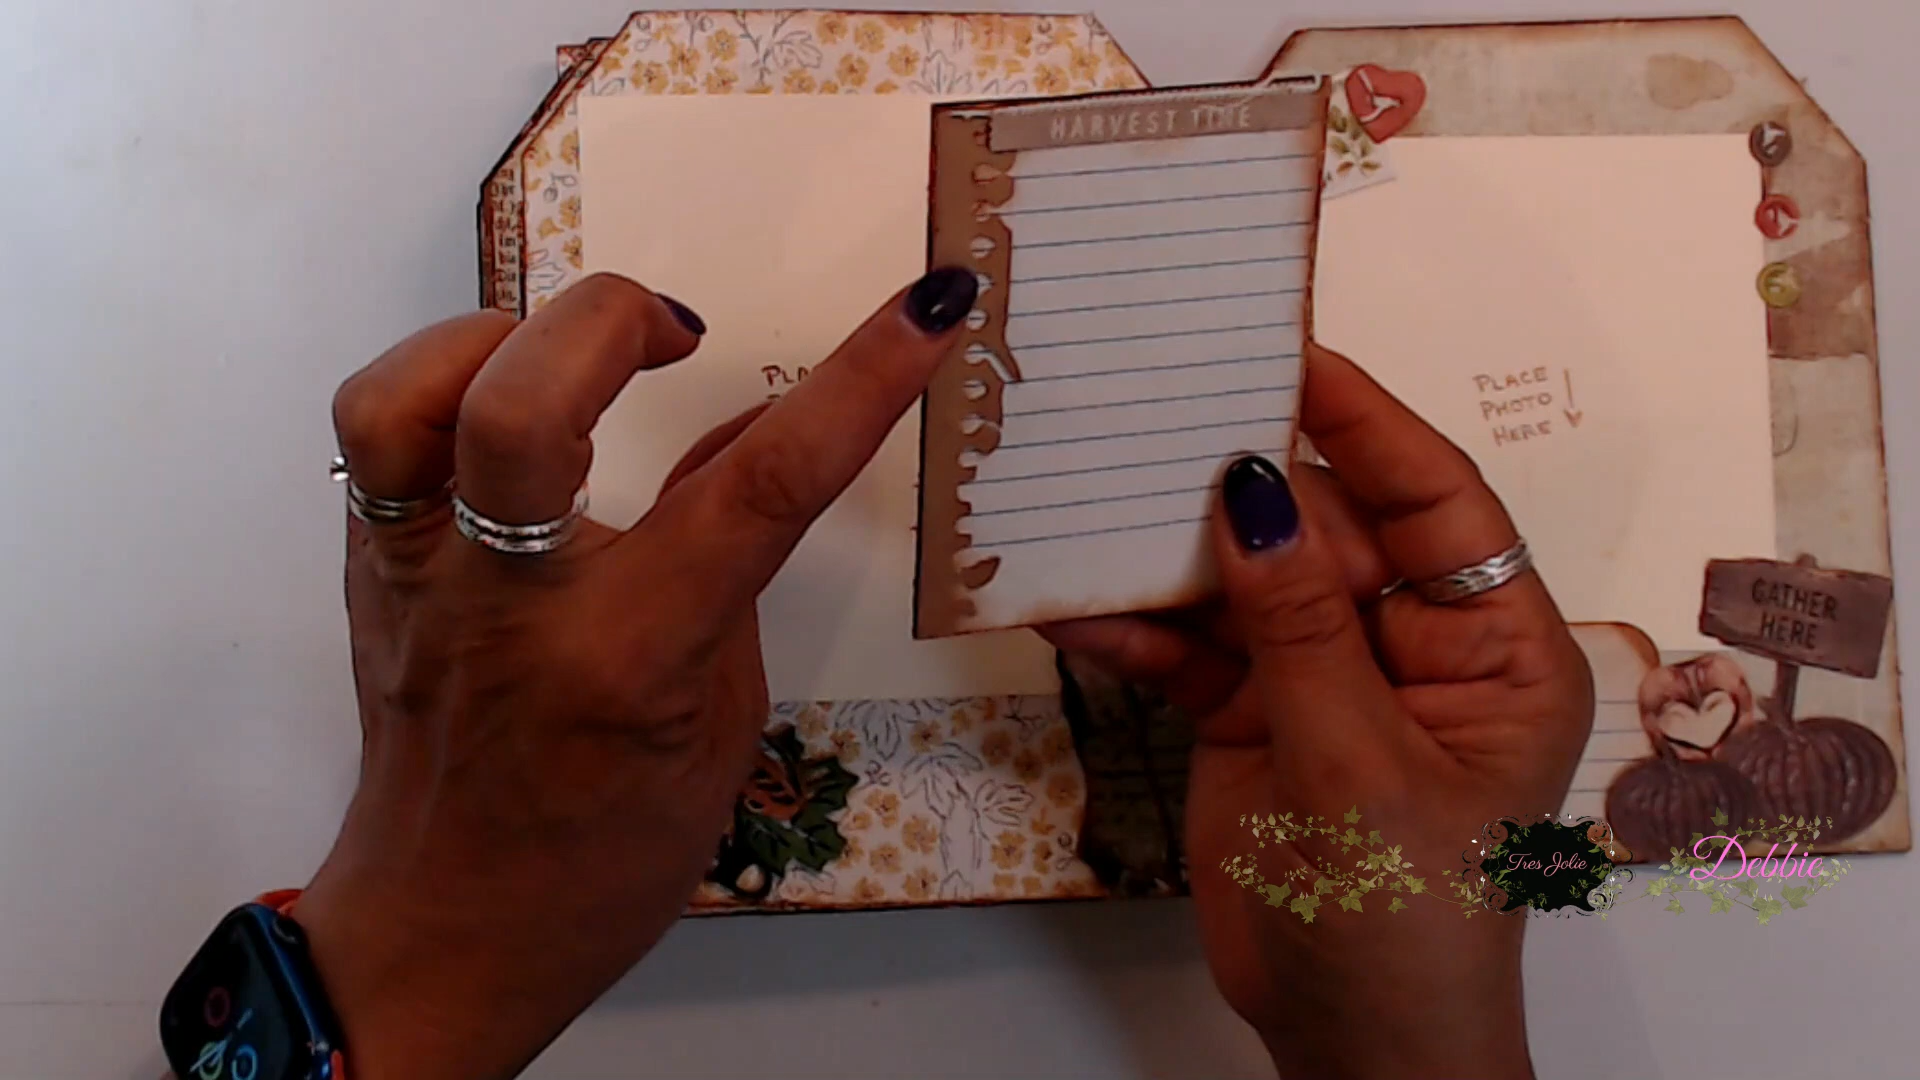 HARVEST TIME
PLACE
PHOTO
HERE
GATHER
HERE
Tres Jolie
Debbie